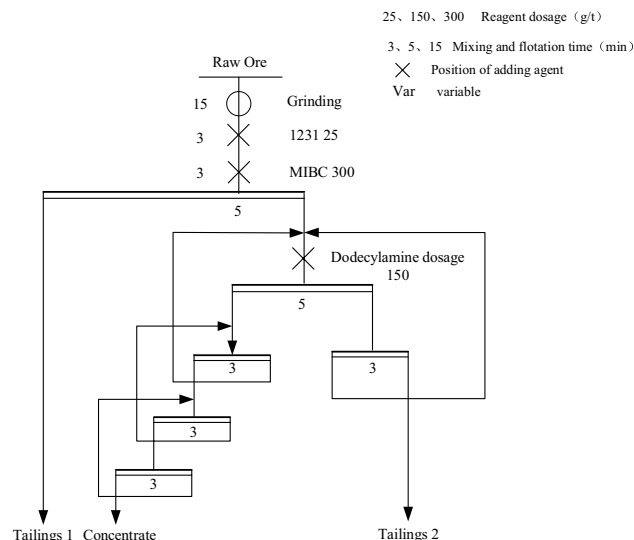 25、150、300 Reagent dosage（g/t）
3、5、15 Mixing and flotation time（min）
Position of adding agent
Var variable
Raw Ore
15 Grinding
3 1231 25
3 MIBC 300
5
Dodecylamine dosage
150
5
3
3
3
3
Tailings 1 Concentrate Tailings 2